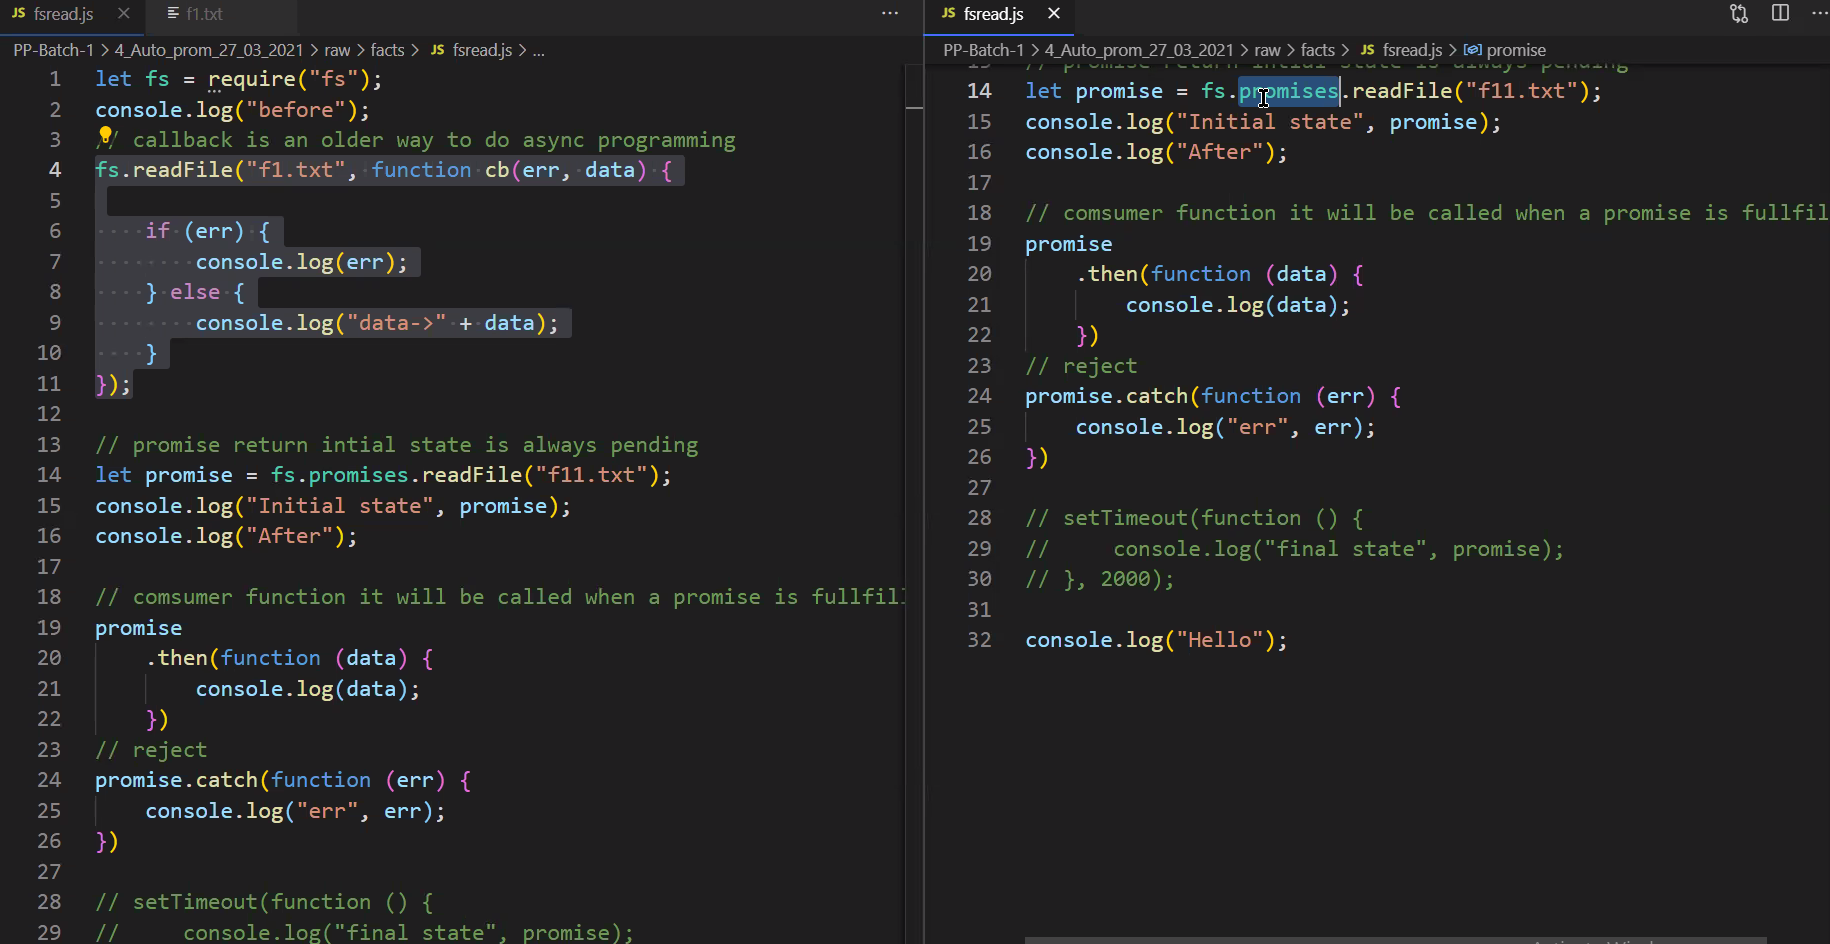 JS fsread.js × f1.txt ···
PP-Batch-1 > 4_Auto_prom_27_03_2021 > raw > facts > JS fsread.js > ...
1 let fs = require("fs");
2 console.log("before");
3 // callback is an older way to do async programming
4 fs.readFile("f1.txt", function cb(err, data) {
5
6 if (err) {
7 console.log(err);
8 } else {
9 console.log("data->" + data);
10 }
11 });
12
13 // promise return intial state is always pending
14 let promise = fs.promises.readFile("f11.txt");
15 console.log("Initial state", promise);
16 console.log("After");
17
18 // comsumer function it will be called when a promise is fullfill
19 promise
20 .then(function (data) {
21 console.log(data);
22 })
23 // reject
24 promise.catch(function (err) {
25 console.log("err", err);
26 })
27
28 // setTimeout(function () {
29 // console.log("final state", promise);
JS fsread.js × ···
PP-Batch-1 > 4_Auto_prom_27_03_2021 > raw > facts > JS fsread.js > promise
13 // promise return intial state is always pending
14 let promise = fs.promises.readFile("f11.txt");
15 console.log("Initial state", promise);
16 console.log("After");
17
18 // comsumer function it will be called when a promise is fullfil
19 promise
20 .then(function (data) {
21 console.log(data);
22 })
23 // reject
24 promise.catch(function (err) {
25 console.log("err", err);
26 })
27
28 // setTimeout(function () {
29 // console.log("final state", promise);
30 // }, 2000);
31
32 console.log("Hello");